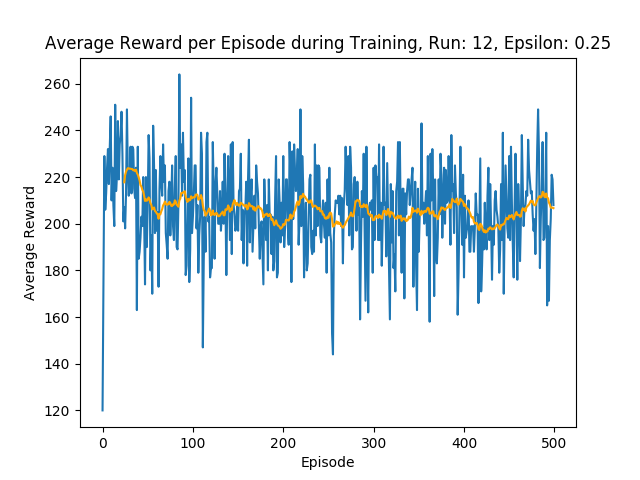 Average Reward per Episode during Training, Run: 12, Epsilon: 0.25
260
240
220
200
180
160
140
120
Average Reward
0 100 200 300 400 500
Episode